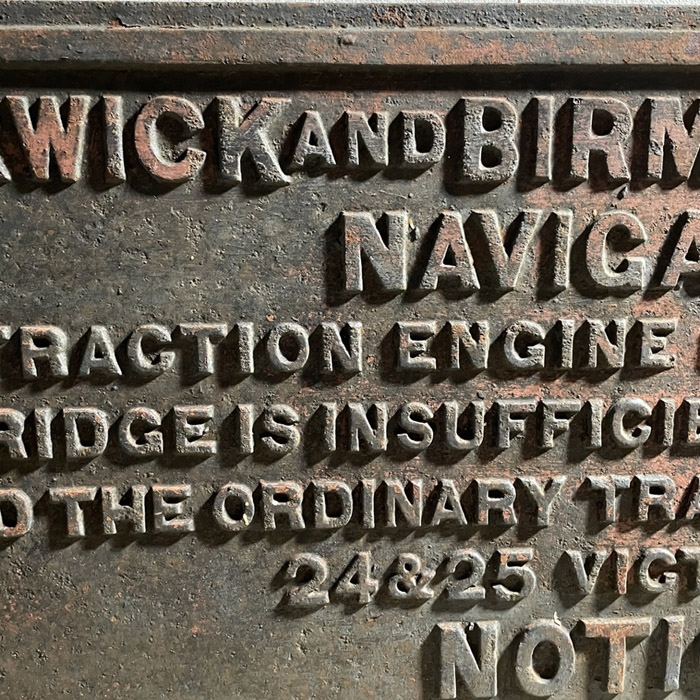 WICK AND BIRM
NAVIGA
TRACTION ENGINE
RIDGE IS INSUFFICIE
D THE ORDINARY TRA
24 & 25 VICT
NOTI